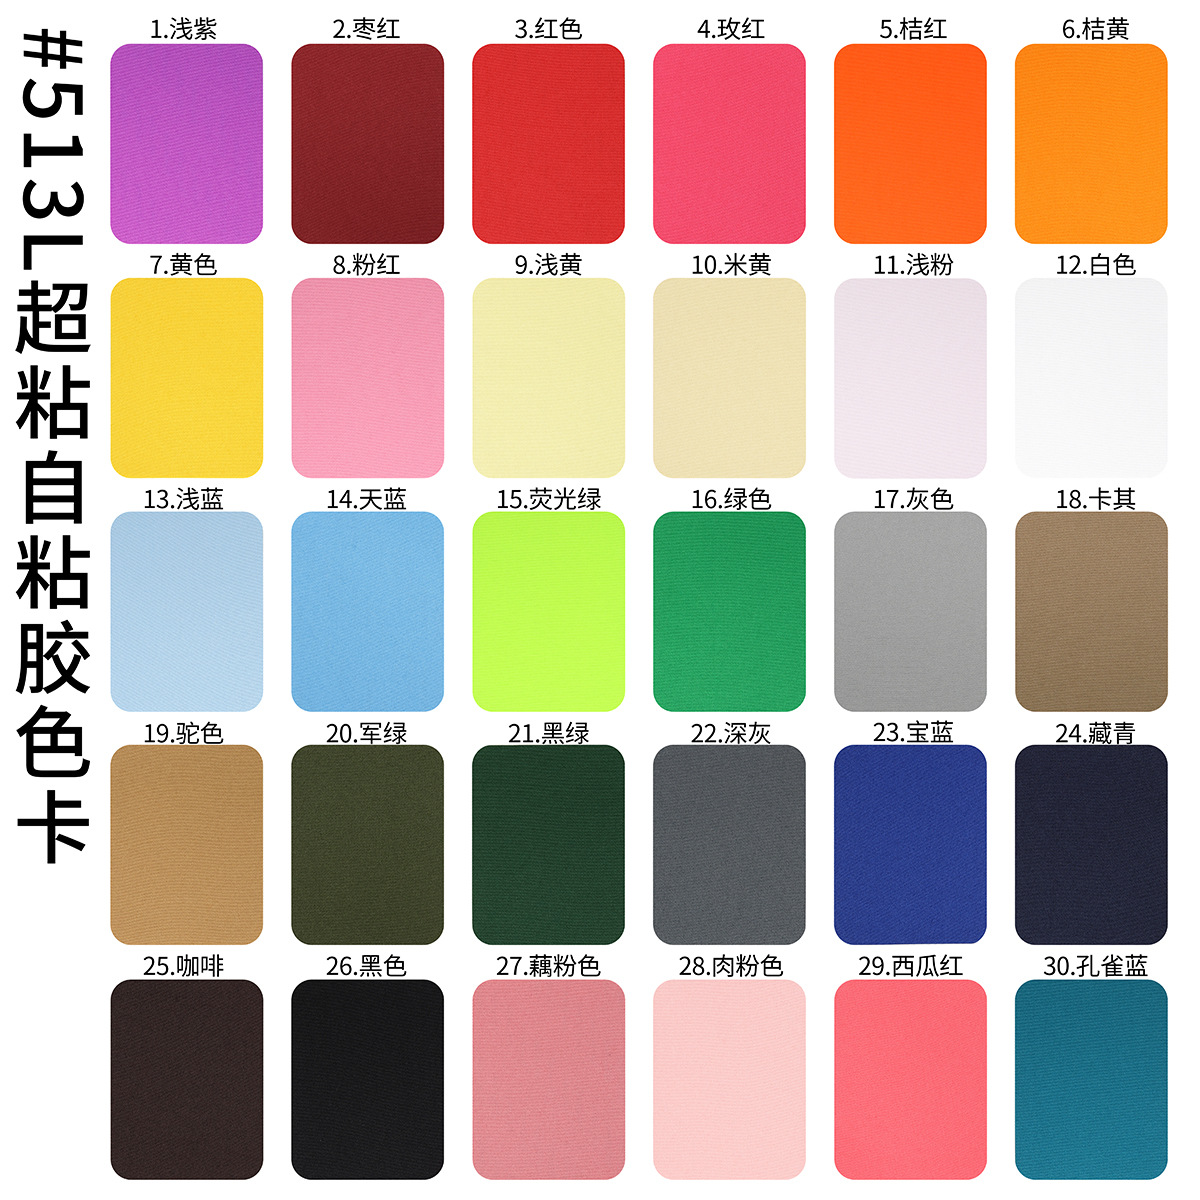 #513L超粘自粘胶色卡
1.浅紫
2.枣红
3.红色
4.玫红
5.桔红
6.桔黄
7.黄色
8.粉红
9.浅黄
10.米黄
11.浅粉
12.白色
13.浅蓝
14.天蓝
15.荧光绿
16.绿色
17.灰色
18.卡其
19.驼色
20.军绿
21.黑绿
22.深灰
23.宝蓝
24.藏青
25.咖啡
26.黑色
27.藕粉色
28.肉粉色
29.西瓜红
30.孔雀蓝